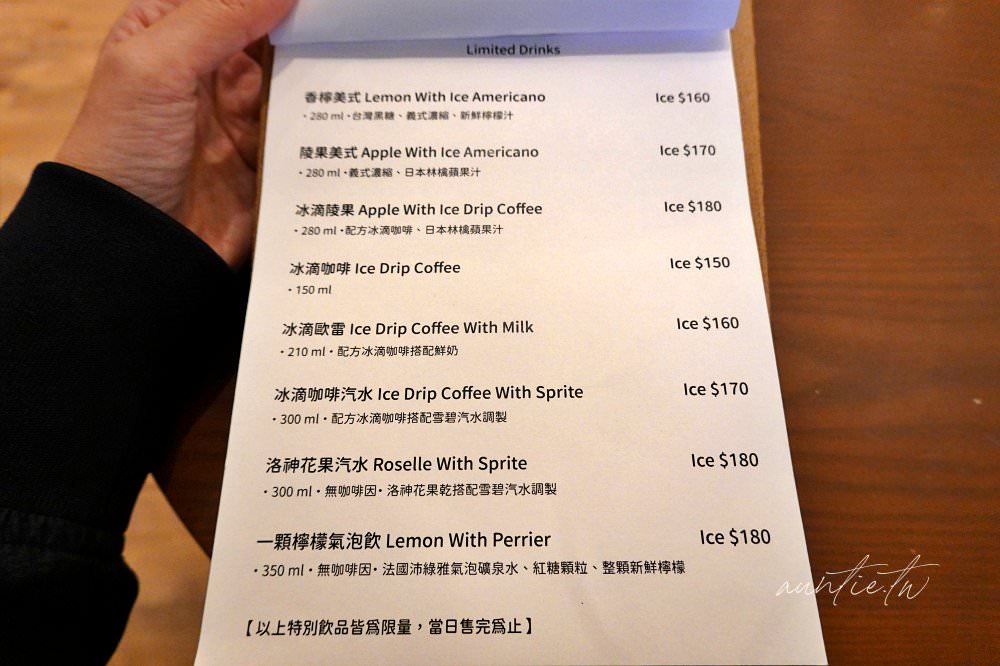 Limited Drinks
香檸美式 Lemon With Ice Americano Ice $160
・280 ml・台灣黑糖、義式濃縮、新鮮檸檬汁
陵果美式 Apple With Ice Americano Ice $170
・280 ml・義式濃縮、日本林檎蘋果汁
冰滴陵果 Apple With Ice Drip Coffee Ice $180
・280 ml・配方冰滴咖啡、日本林檎蘋果汁
冰滴咖啡 Ice Drip Coffee Ice $150
・150 ml
冰滴歐雷 Ice Drip Coffee With Milk Ice $160
・210 ml・配方冰滴咖啡搭配鮮奶
冰滴咖啡汽水 Ice Drip Coffee With Sprite Ice $170
・300 ml・配方冰滴咖啡搭配雪碧汽水調製
洛神花果汽水 Roselle With Sprite Ice $180
・300 ml・無咖啡因・洛神花果乾搭配雪碧汽水調製
一顆檸檬氣泡飲 Lemon With Perrier Ice $180
・350 ml・無咖啡因・法國沛綠雅氣泡礦泉水、紅糖顆粒、整顆新鮮檸檬
auntie.tw
【以上特別飲品皆爲限量，當日售完爲止】